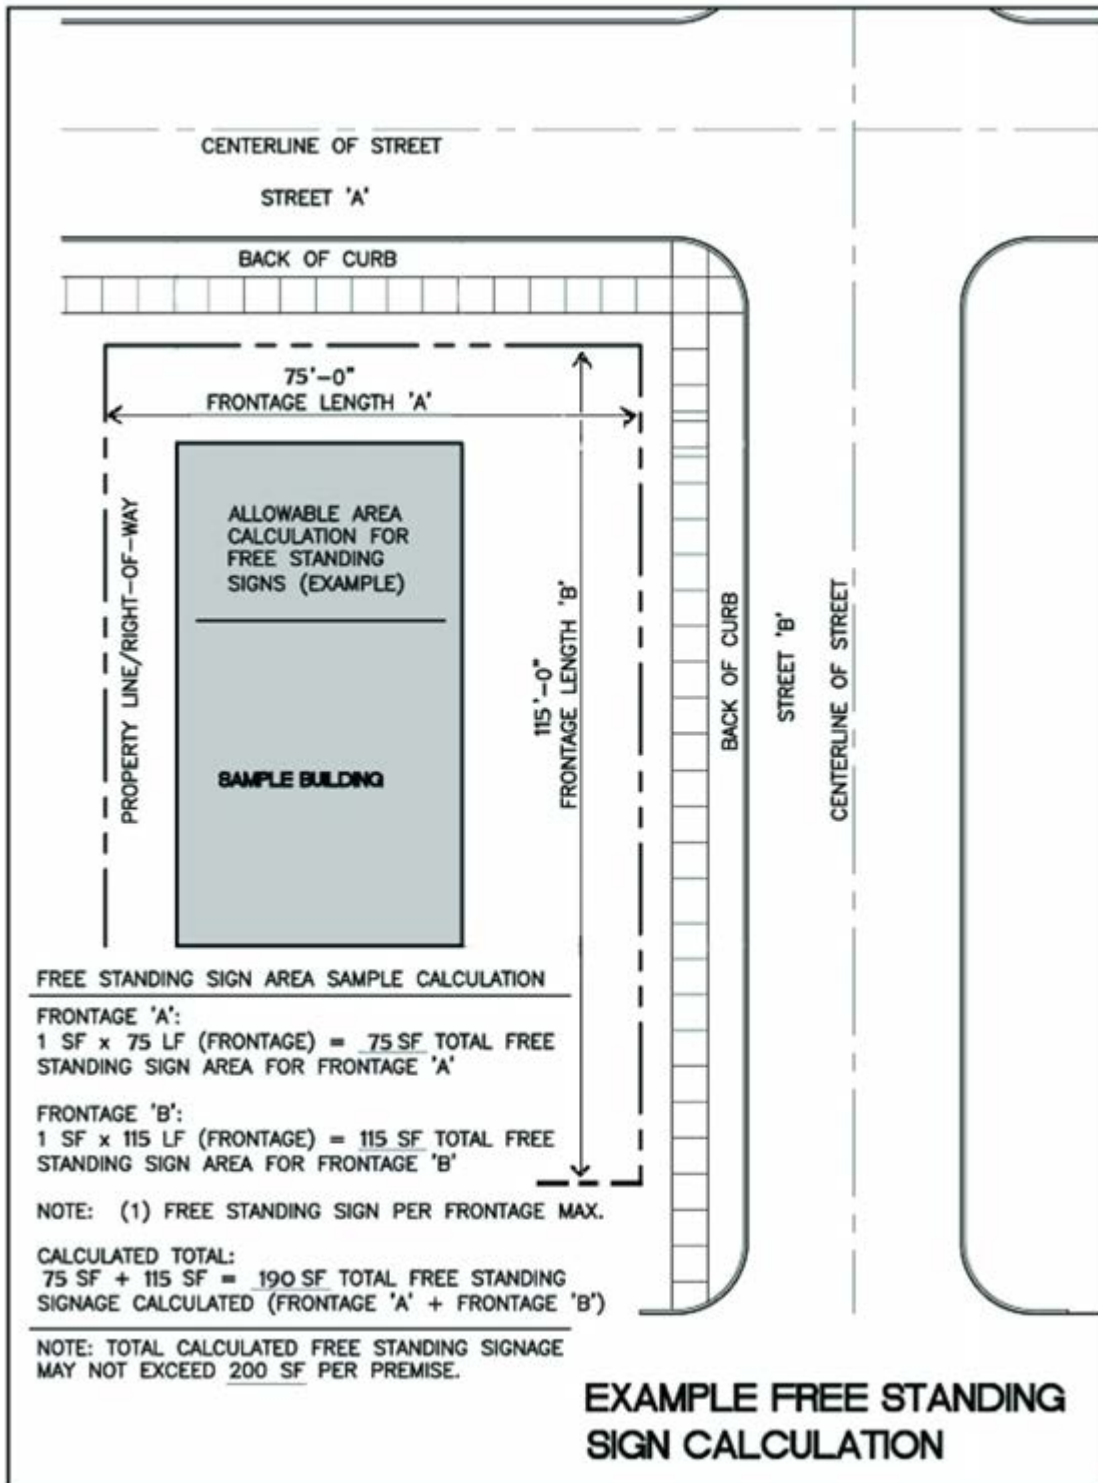 CENTERLINE OF STREET
STREET 'A'
BACK OF CURB
75'-0"
FRONTAGE LENGTH 'A'
PROPERTY LINE/RIGHT-OF-WAY
ALLOWABLE AREA
CALCULATION FOR
FREE STANDING
SIGNS (EXAMPLE)
SAMPLE BUILDING
115'-0"
FRONTAGE LENGTH 'B'
BACK OF CURB
STREET 'B'
CENTERLINE OF STREET
FREE STANDING SIGN AREA SAMPLE CALCULATION
FRONTAGE 'A':
1 SF x 75 LF (FRONTAGE) = 75 SF TOTAL FREE
STANDING SIGN AREA FOR FRONTAGE 'A'
FRONTAGE 'B':
1 SF x 115 LF (FRONTAGE) = 115 SF TOTAL FREE
STANDING SIGN AREA FOR FRONTAGE 'B'
NOTE: (1) FREE STANDING SIGN PER FRONTAGE MAX.
CALCULATED TOTAL:
75 SF + 115 SF = 190 SF TOTAL FREE STANDING
SIGNAGE CALCULATED (FRONTAGE 'A' + FRONTAGE 'B')
NOTE: TOTAL CALCULATED FREE STANDING SIGNAGE
MAY NOT EXCEED 200 SF PER PREMISE.
EXAMPLE FREE STANDING
SIGN CALCULATION